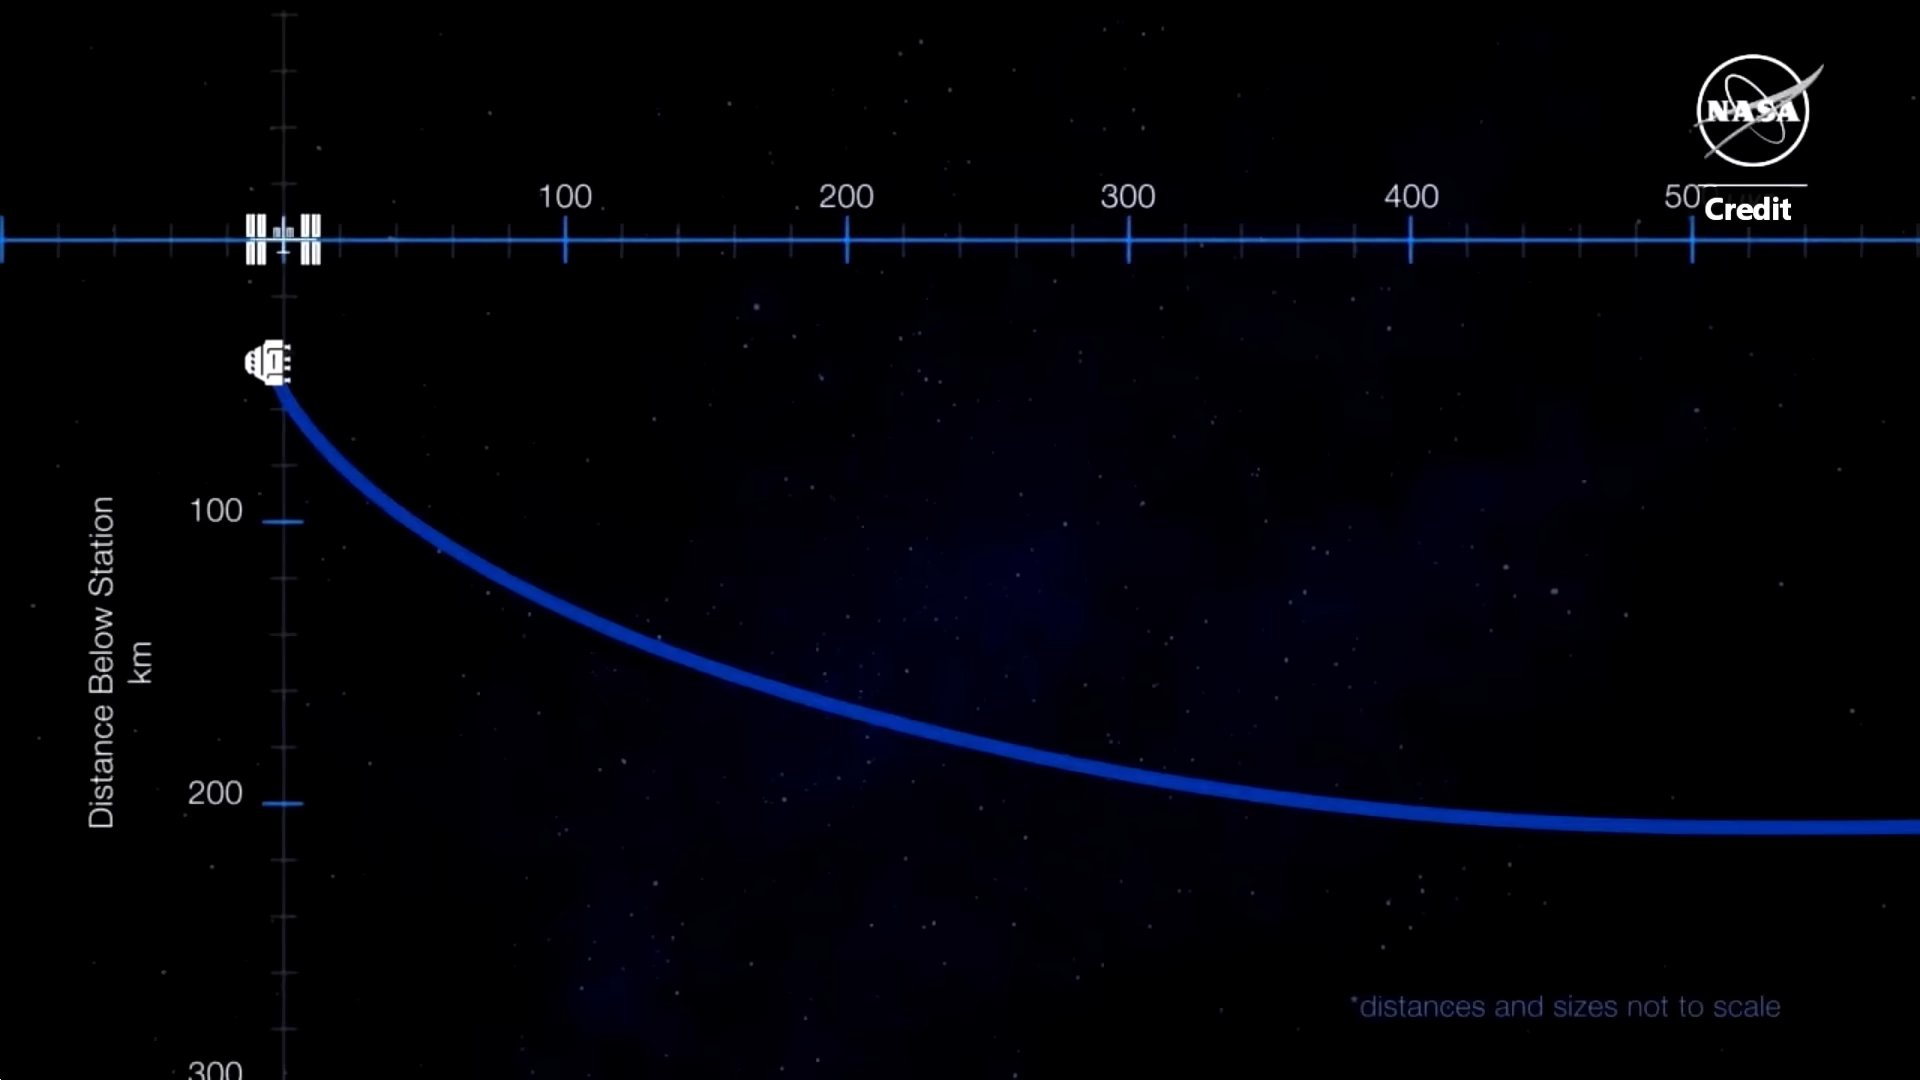 NASA
100
200
300
400
50
Credit
100
200
300
Distance Below Station
km
*distances and sizes not to scale